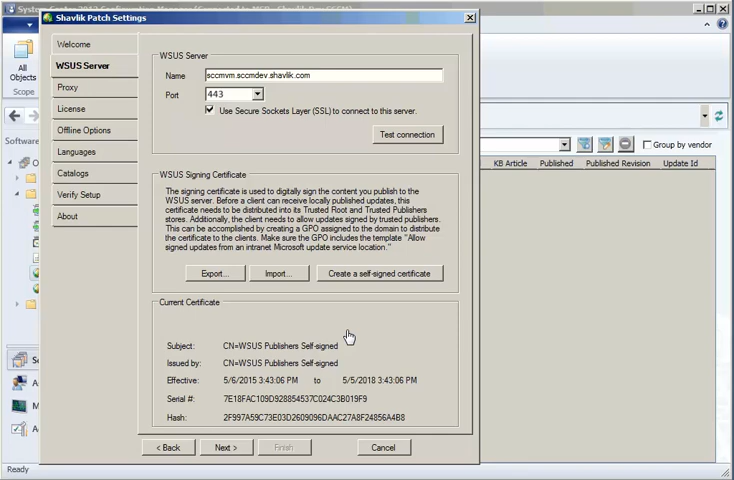 Shavlik Patch Settings
Welcome
WSUS Server
Proxy
License
Offline Options
Languages
Catalogs
Verify Setup
About
WSUS Server
Name sccmvm.sccmdev.shavlik.com
Port 443
Use Secure Sockets Layer (SSL) to connect to this server.
Test connection
WSUS Signing Certificate
The signing certificate is used to digitally sign the content you publish to the
WSUS server. Before a client can receive locally published updates, this
certificate needs to be distributed into its Trusted Root and Trusted Publishers
stores. Additionally, the client needs to allow updates signed by trusted publishers.
This can be accomplished by creating a GPO assigned to the domain to distribute
the certificate to the clients. Make sure the GPO includes the template "Allow
signed updates from an intranet Microsoft update service location."
Export... Import... Create a self-signed certificate
Current Certificate
Subject: CN=WSUS Publishers Self-signed
Issued by: CN=WSUS Publishers Self-signed
Effective: 5/6/2015 3:43:06 PM to 5/5/2018 3:43:06 PM
Serial #: 7E18FAC109D928854537C024C3B019F9
Hash: 2F997A59C73E03D2609096DAAC27A8F24856A4B8
< Back Next > Finish Cancel
All
Objects
Scope
Software
Group by vendor
KB Article Published Published Revision Update Id
Ready